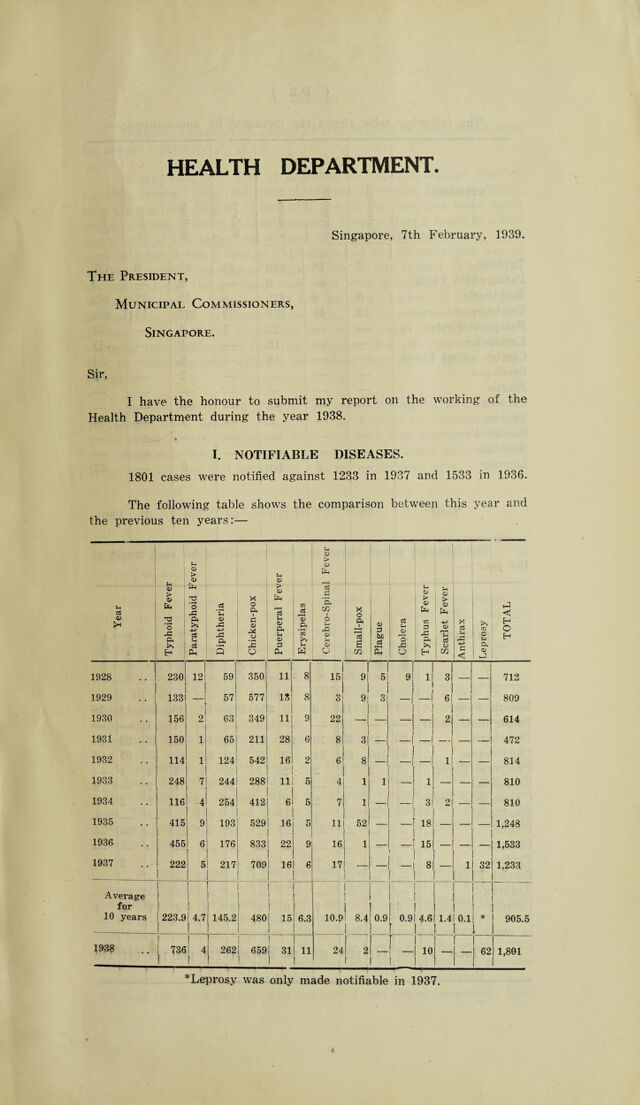 HEALTH DEPARTMENT.
Singapore, 7th February, 1939.
THE PRESIDENT,
MUNICIPAL COMMISSIONERS,
SINGAPORE.
Sir,
I have the honour to submit my report on the working of the
Health Department during the year 1938.
I. NOTIFIABLE DISEASES.
1801 cases were notified against 1233 in 1937 and 1533 in 1936.
The following table shows the comparison between this year and
the previous ten years:—
Year Typhoid Fever Paratyphoid Fever Diphtheria Chicken-pox Puerperal Fever Erysipelas Cerebro-Spinal Fever Small-pox Plague Cholera Typhus Fever Scarlet Fever Anthrax Leprosy TOTAL
1928 .. 230 12 59 350 11 8 15 9 5 9 1 3 — — 712
1929 .. 133 — 57 577 13 8 3 9 3 — — 6 — — 809
1930 .. 156 2 63 349 11 9 22 — — — — 2 — — 614
1931 .. 150 1 65 211 28 6 8 3 — — — — — — 472
1932 .. 114 1 124 542 16 2 6 8 — — — 1 — — 814
1933 .. 248 7 244 288 11 5 4 1 1 — 1 — — — 810
1934 .. 116 4 254 412 6 5 7 1 — — 3 2 — — 810
1935 .. 415 9 193 529 16 5 11 52 — — 18 — — — 1,248
1936 .. 455 6 176 833 22 9 16 1 — — 15 — — — 1,533
1937 .. 222 5 217 709 16 6 17 — — — 8 — 1 32 1,233
Average
for
10 years 223.9 4.7 145.2 480 15 6.3 10.9 8.4 0.9 0.9 4.6 1.4 0.1 * 905.5
1938 .. 736 4 262 659 31 11 24 2 — — 10 — — 62 1,801
*Leprosy was only made notifiable in 1937.